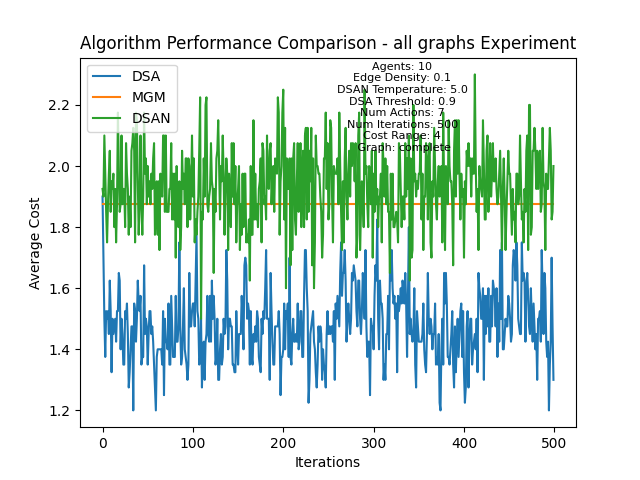 Algorithm Performance Comparison - all graphs Experiment
DSA
MGM
DSAN
Agents: 10
Edge Density: 0.1
DSAN Temperature: 5.0
DSA Threshold: 0.9
Num Actions: 7
Num Iterations: 500
Cost Range: 4
Graph: complete
Average Cost
2.2
2.0
1.8
1.6
1.4
1.2
0
100
200
300
400
500
Iterations